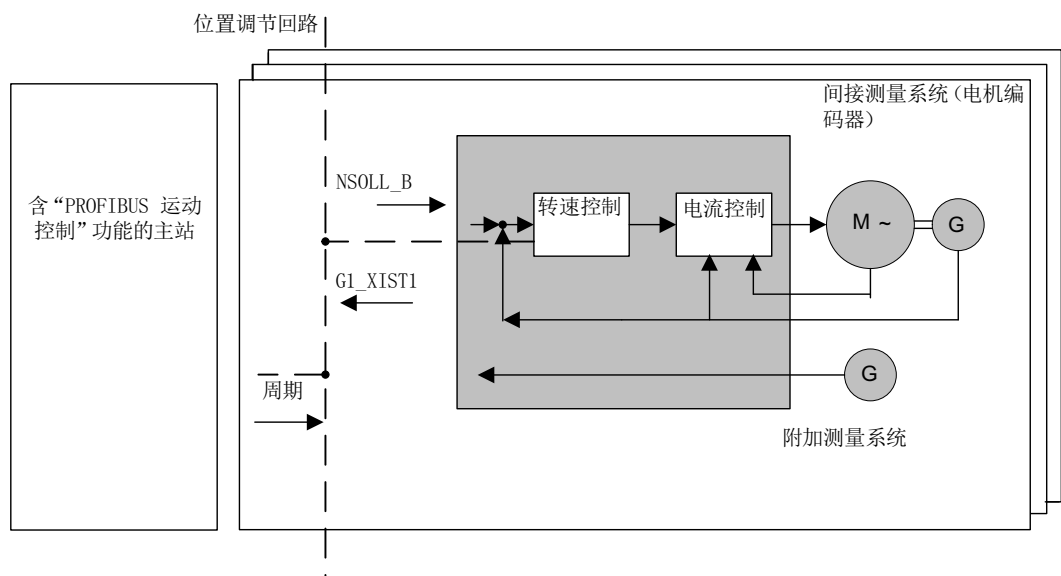 位置调节回路
间接测量系统（电机编
码器）
含“PROFIBUS 运动
控制”功能的主站
NSOLL_B
转速控制
电流控制
M ~
G
G1_XIST1
周期
G
附加测量系统